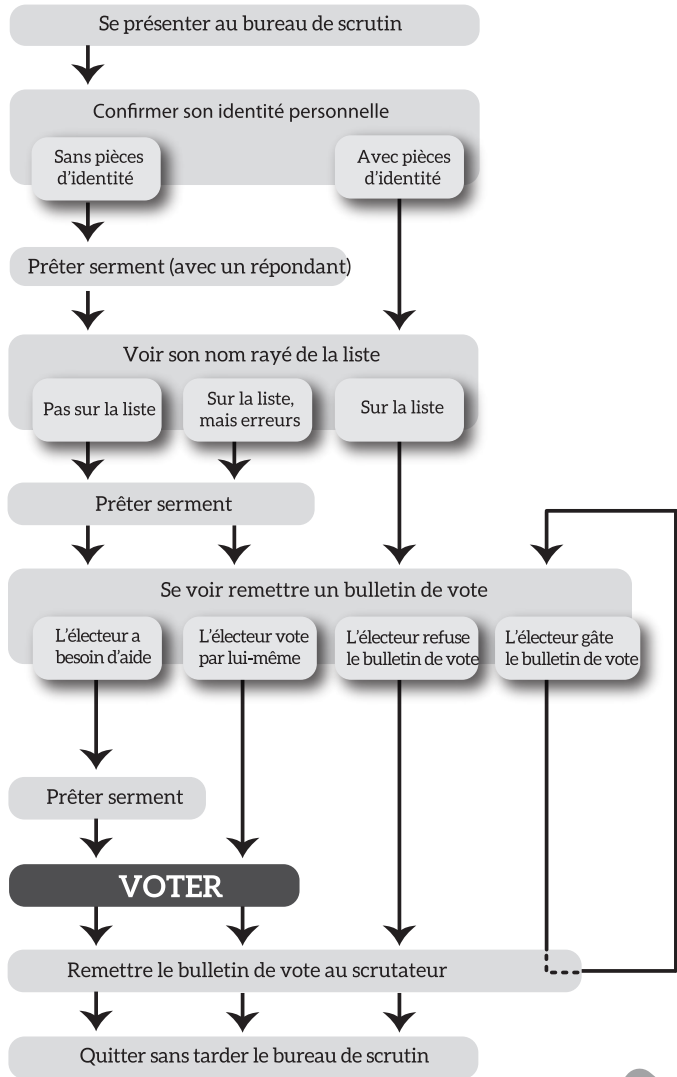 Se présenter au bureau de scrutin
Confirmer son identité personnelle
Sans pièces
d'identité
Avec pièces
d'identité
Prêter serment (avec un répondant)
Voir son nom rayé de la liste
Pas sur la liste
Sur la liste,
mais erreurs
Sur la liste
Prêter serment
Se voir remettre un bulletin de vote
L'électeur a
besoin d'aide
L'électeur vote
par lui-même
L'électeur refuse
le bulletin de vote
L'électeur gâte
le bulletin de vote
Prêter serment
VOTER
Remettre le bulletin de vote au scrutateur
Quitter sans tarder le bureau de scrutin